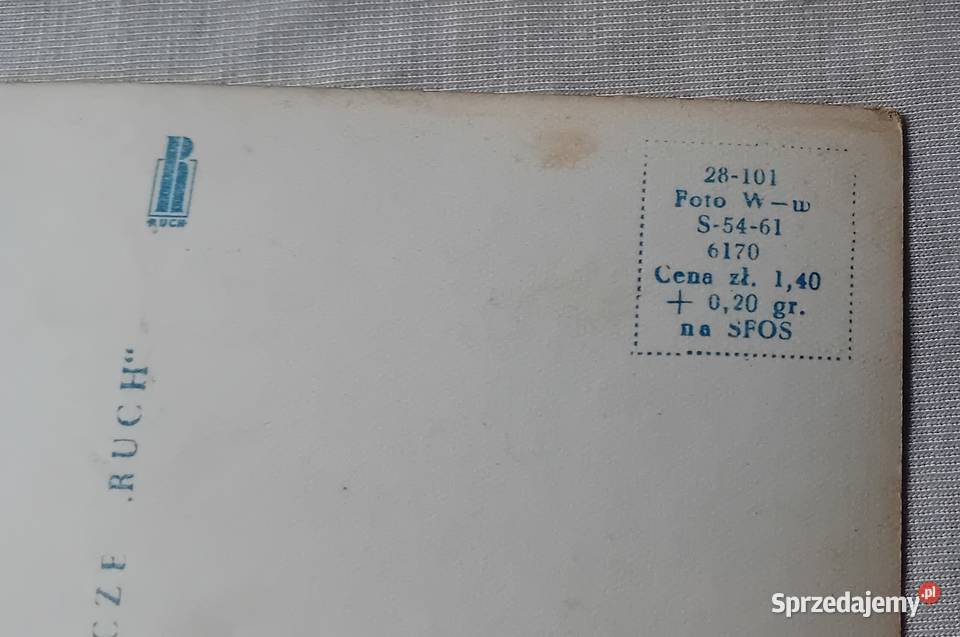 RUCH
CZE „RUCH“
28-101
Foto W-w
S-54-61
6170
Cena zł. 1,40
+ 0,20 gr.
na SFOS
Sprzedajemy.pl